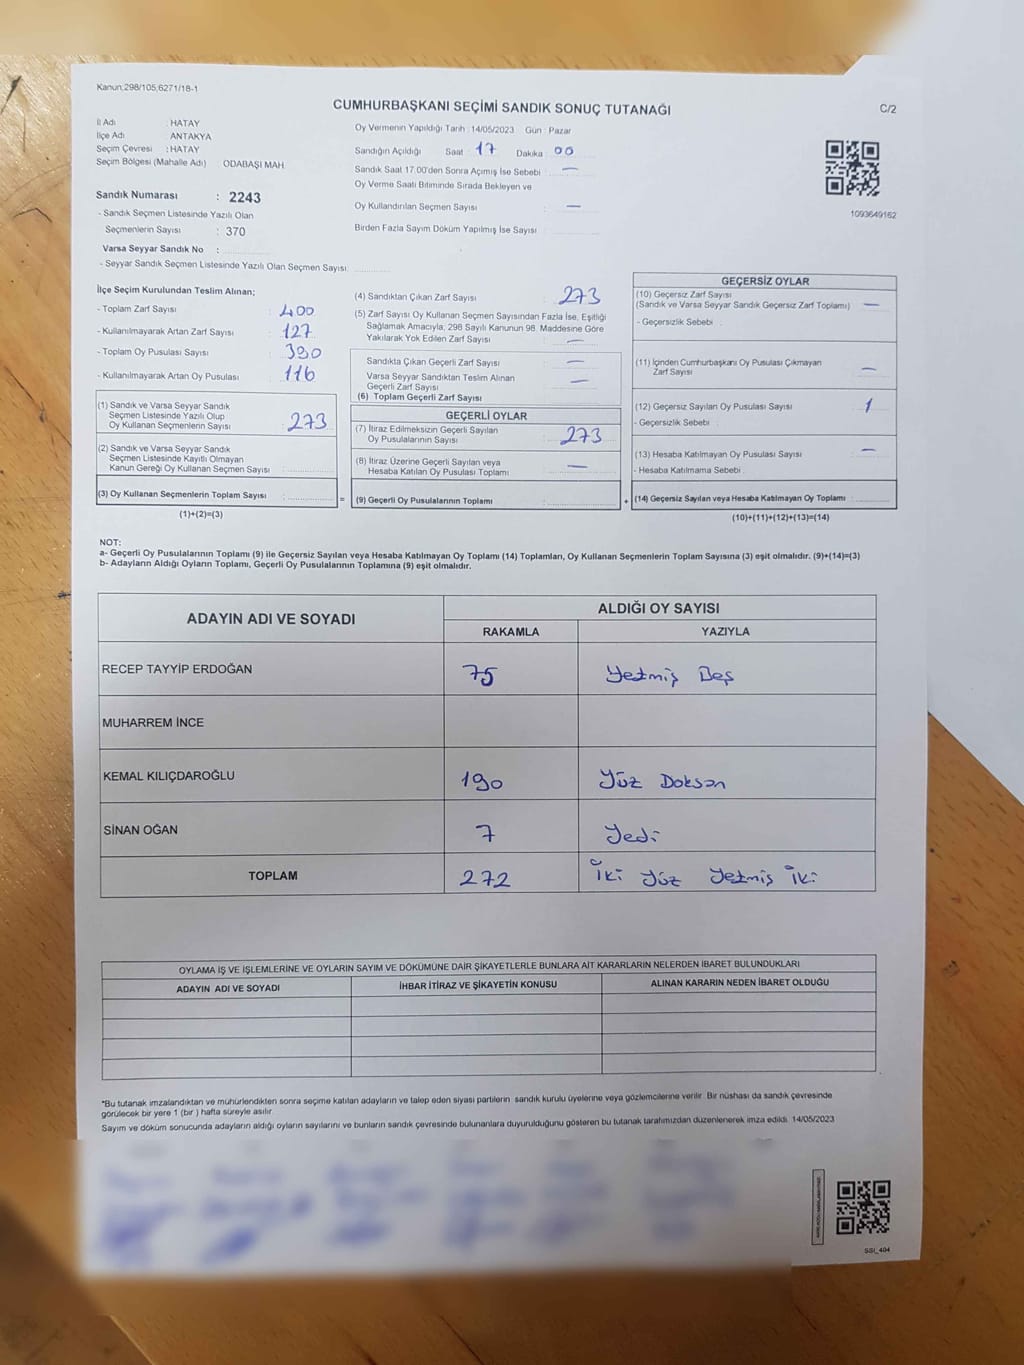 Kanun;298/105;6271/18-1
CUMHURBAŞKANI SEÇİMİ SANDIK SONUÇ TUTANAĞI
C/2
İl Adı : HATAY
İlçe Adı : ANTAKYA
Seçim Çevresi : HATAY
Seçim Bölgesi (Mahalle Adı) ODABAŞI MAH.
Sandık Numarası : 2243
- Sandık Seçmen Listesinde Yazılı Olan
Seçmenlerin Sayısı : 370
Varsa Seyyar Sandık No :
- Seyyar Sandık Seçmen Listesinde Yazılı Olan Seçmen Sayısı:
Oy Vermenin Yapıldığı Tarih : 14/05/2023 Gün : Pazar
Sandığın Açıldığı Saat : 17 Dakika : 00
Sandık Saat 17.00'den Sonra Açımış İse Sebebi : —
Oy Verme Saati Bitiminde Sırada Bekleyen ve
Oy Kullandırılan Seçmen Sayısı : —
Birden Fazla Sayım Döküm Yapılmış İse Sayısı :
1093649162
İlçe Seçim Kurulundan Teslim Alınan;
- Toplam Zarf Sayısı : 400
- Kullanılmayarak Artan Zarf Sayısı : 127
- Toplam Oy Pusulası Sayısı : 390
- Kullanılmayarak Artan Oy Pusulası : 116
(1) Sandık ve Varsa Seyyar Sandık
Seçmen Listesinde Yazılı Olup
Oy Kullanan Seçmenlerin Sayısı : 273
(2) Sandık ve Varsa Seyyar Sandık
Seçmen Listesinde Kayıtlı Olmayan
Kanun Gereği Oy Kullanan Seçmen Sayısı :
(3) Oy Kullanan Seçmenlerin Toplam Sayısı :
(1)+(2)=(3)
(4) Sandıktan Çıkan Zarf Sayısı : 273
(5) Zarf Sayısı Oy Kullanan Seçmen Sayısından Fazla İse, Eşitliği
Sağlamak Amacıyla; 298 Sayılı Kanunun 98. Maddesine Göre
Yakılarak Yok Edilen Zarf Sayısı : —
Sandıkta Çıkan Geçerli Zarf Sayısı : —
Varsa Seyyar Sandıktan Teslim Alınan
Geçerli Zarf Sayısı : —
(6) Toplam Geçerli Zarf Sayısı
GEÇERLİ OYLAR
(7) İtiraz Edilmeksizin Geçerli Sayılan
Oy Pusulalarının Sayısı : 273
(8) İtiraz Üzerine Geçerli Sayılan veya
Hesaba Katılan Oy Pusulası Toplamı : —
= (9) Geçerli Oy Pusulalarının Toplamı :
GEÇERSİZ OYLAR
(10) Geçersiz Zarf Sayısı
(Sandık ve Varsa Seyyar Sandık Geçersiz Zarf Toplamı) : —
- Geçersizlik Sebebi :
(11) İçinden Cumhurbaşkanı Oy Pusulası Çıkmayan
Zarf Sayısı : —
(12) Geçersiz Sayılan Oy Pusulası Sayısı : 1
- Geçersizlik Sebebi :
(13) Hesaba Katılmayan Oy Pusulası Sayısı : —
- Hesaba Katılmama Sebebi :
+ (14) Geçersiz Sayılan veya Hesaba Katılmayan Oy Toplamı :
(10)+(11)+(12)+(13)=(14)
NOT:
a- Geçerli Oy Pusulalarının Toplamı (9) ile Geçersiz Sayılan veya Hesaba Katılmayan Oy Toplamı (14) Toplamları, Oy Kullanan Seçmenlerin Toplam Sayısına (3) eşit olmalıdır. (9)+(14)=(3)
b- Adayların Aldığı Oyların Toplamı, Geçerli Oy Pusulalarının Toplamına (9) eşit olmalıdır.
ADAYIN ADI VE SOYADI ALDIĞI OY SAYISI
RAKAMLA YAZIYLA
RECEP TAYYİP ERDOĞAN 75 Yetmiş Beş
MUHARREM İNCE
KEMAL KILIÇDAROĞLU 190 Yüz Doksan
SİNAN OĞAN 7 Yedi
TOPLAM 272 İki Yüz Yetmiş İki
OYLAMA İŞ VE İŞLEMLERİNE VE OYLARIN SAYIM VE DÖKÜMÜNE DAİR ŞİKAYETLERLE BUNLARA AİT KARARLARIN NELERDEN İBARET BULUNDUKLARI
ADAYIN ADI VE SOYADI İHBAR İTİRAZ VE ŞİKAYETİN KONUSU ALINAN KARARIN NEDEN İBARET OLDUĞU
*Bu tutanak imzalandıktan ve mühürlendikten sonra seçime katılan adayların ve talep eden siyasi partilerin sandık kurulu üyelerine veya gözlemcilerine verilir. Bir nüshası da sandık çevresinde
görülecek bir yere 1 (bir ) hafta süreyle asılır.
Sayım ve döküm sonucunda adayların aldığı oyların sayılarını ve bunların sandık çevresinde bulunanlara duyurulduğunu gösteren bu tutanak tarafımızdan düzenlenerek imza edildi. 14/05/2023
SSI_404